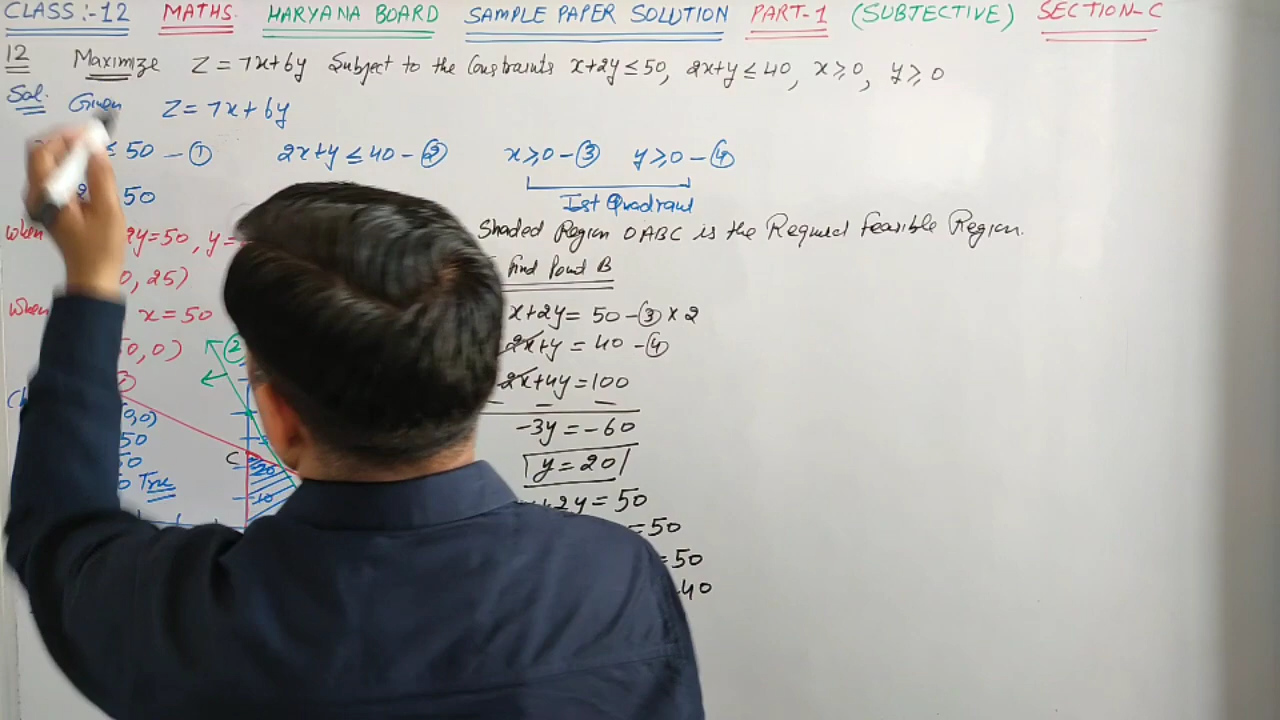 CLASS:-12 MATHS. HARYANA BOARD SAMPLE PAPER SOLUTION PART-1 (SUBJECTIVE) SECTION-C
12 Maximize Z = 7x+6y Subject to the Constraints x+2y ≤ 50, 2x+y ≤ 40, x ≥ 0, y ≥ 0
Sol. Given Z = 7x + 6y
≤ 50 - ① 2x+y ≤ 40 - ② x ≥ 0 - ③ y ≥ 0 - ④
50
Ist Quadrant
when 2y=50, y=
Shaded Region OABC is the Required Feasible Region.
0, 25)
find Point B
when x = 50
x+2y = 50 - ③ × 2
0, 0)
②
2x+y = 40 - ④
2x+4y = 100
0,0)
50
-3y = -60
C
20
y = 20
0 True
10
2y = 50
= 50
= 50
40